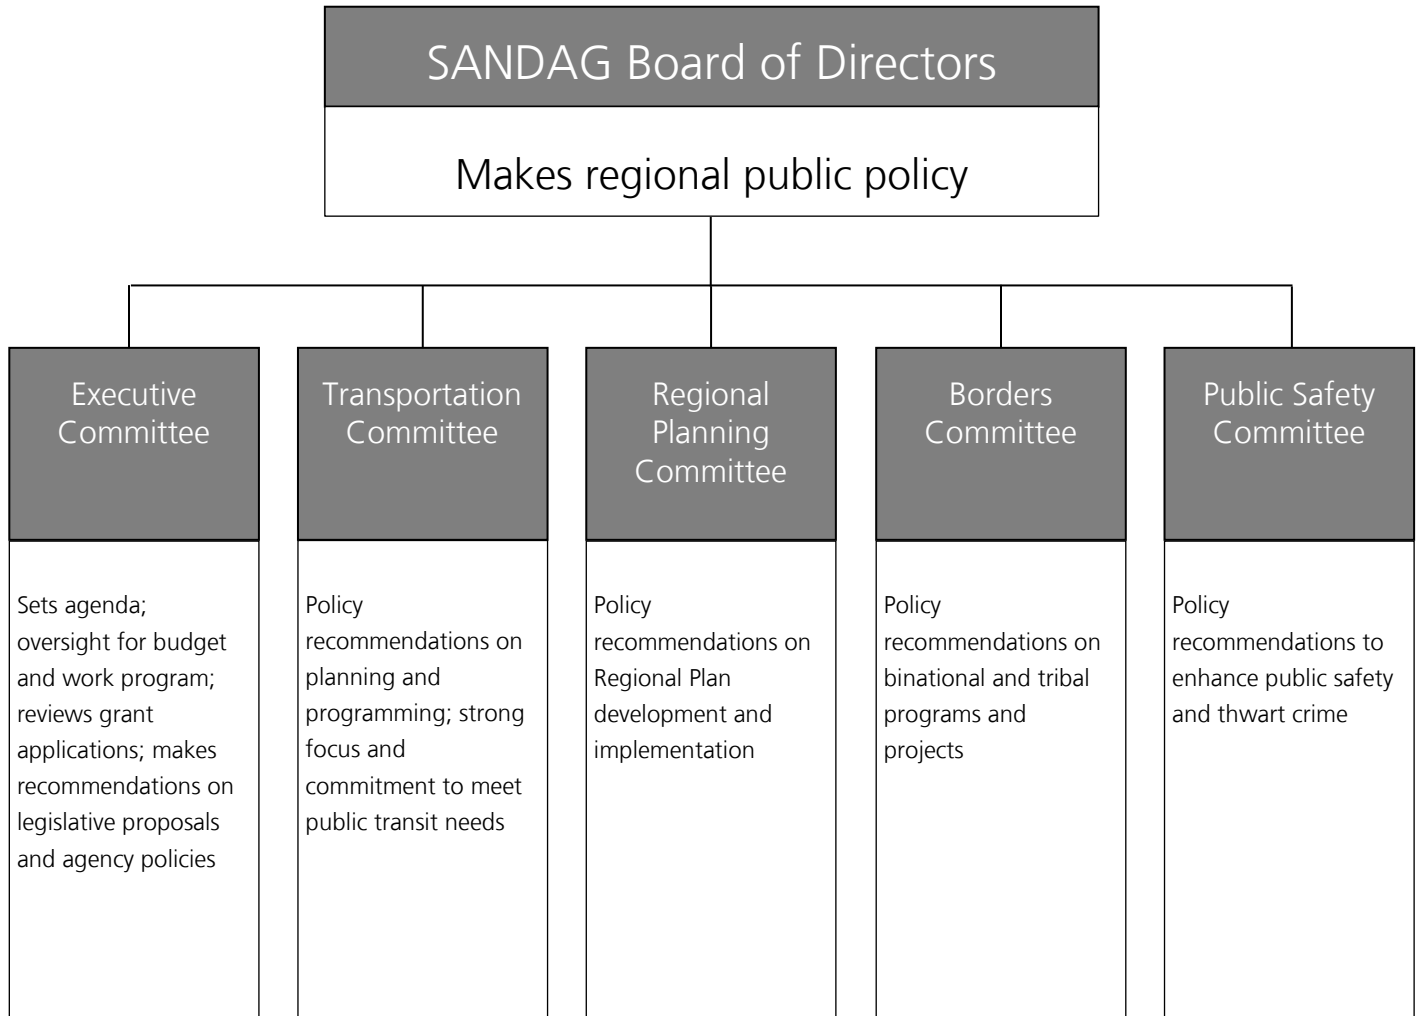 SANDAG Board of Directors
Makes regional public policy
Executive
Committee
Sets agenda;
oversight for budget
and work program;
reviews grant
applications; makes
recommendations on
legislative proposals
and agency policies
Transportation
Committee
Policy
recommendations on
planning and
programming; strong
focus and
commitment to meet
public transit needs
Regional
Planning
Committee
Policy
recommendations on
Regional Plan
development and
implementation
Borders
Committee
Policy
recommendations on
binational and tribal
programs and
projects
Public Safety
Committee
Policy
recommendations to
enhance public safety
and thwart crime